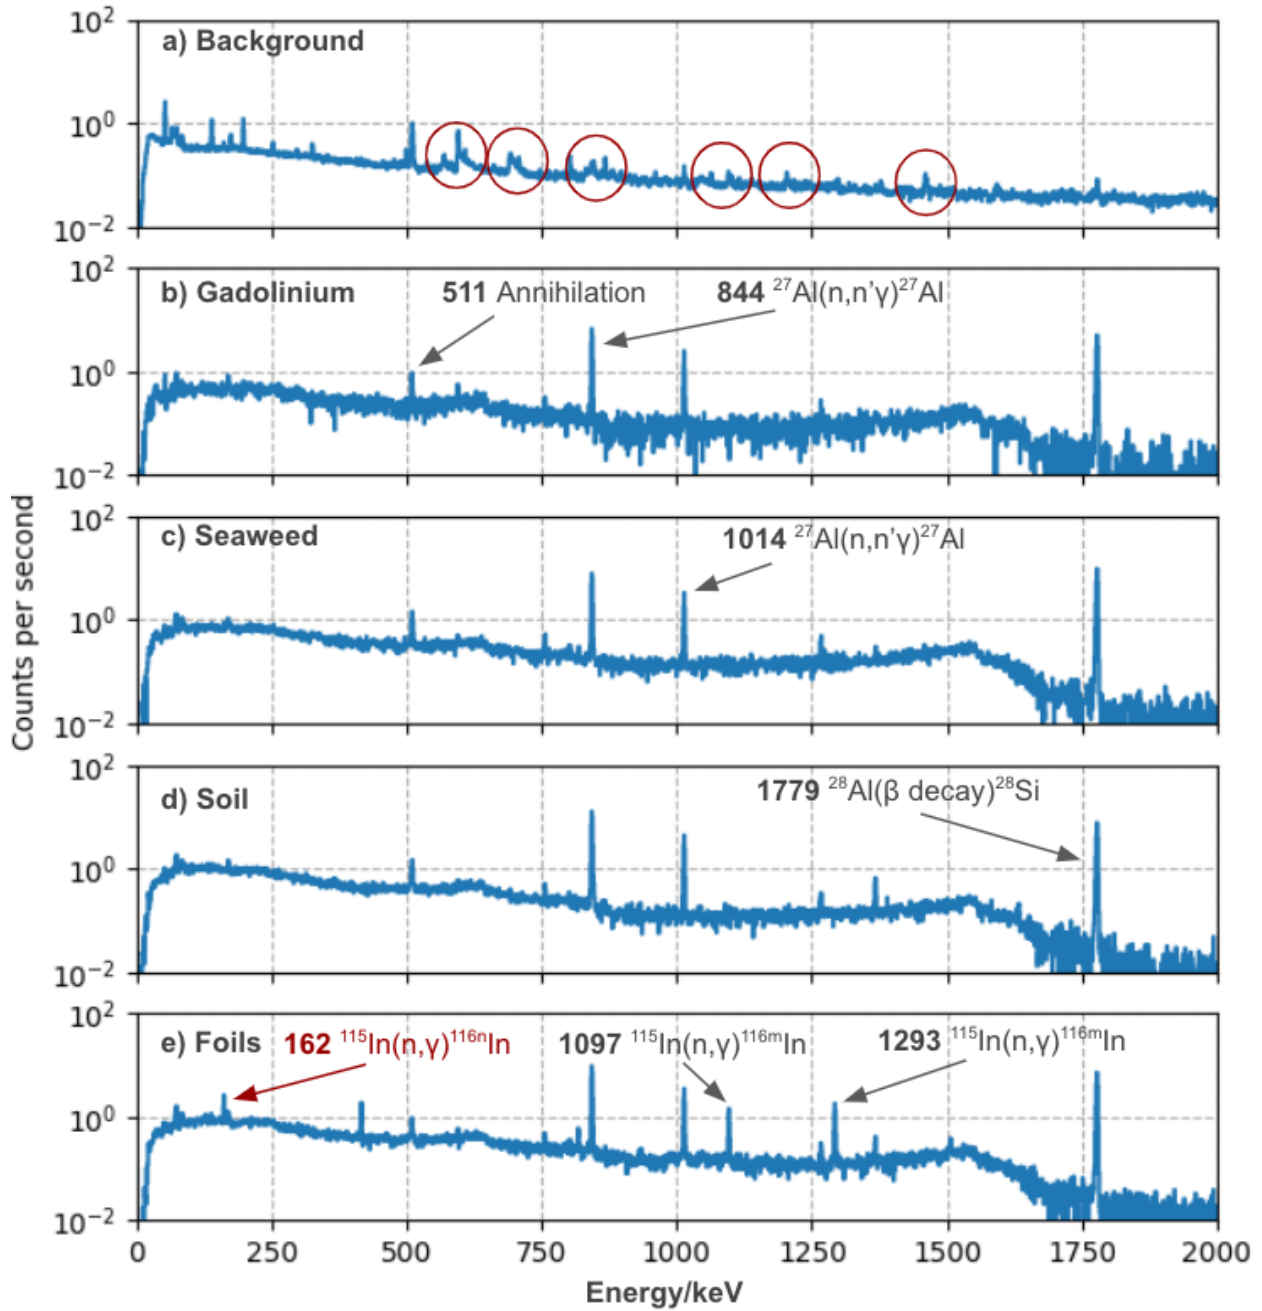 10²
a) Background
10⁰
10⁻²
10²
b) Gadolinium
511 Annihilation
844 ²⁷Al(n,n'γ)²⁷Al
10⁰
10⁻²
10²
c) Seaweed
1014 ²⁷Al(n,n'γ)²⁷Al
10⁰
10⁻²
10²
d) Soil
1779 ²⁸Al(β decay)²⁸Si
10⁰
10⁻²
10²
e) Foils
162 ¹¹⁵In(n,γ)¹¹⁶ⁿIn
1097 ¹¹⁵In(n,γ)¹¹⁶ᵐIn
1293 ¹¹⁵In(n,γ)¹¹⁶ᵐIn
10⁰
10⁻²
Counts per second
0 250 500 750 1000 1250 1500 1750 2000
Energy/keV